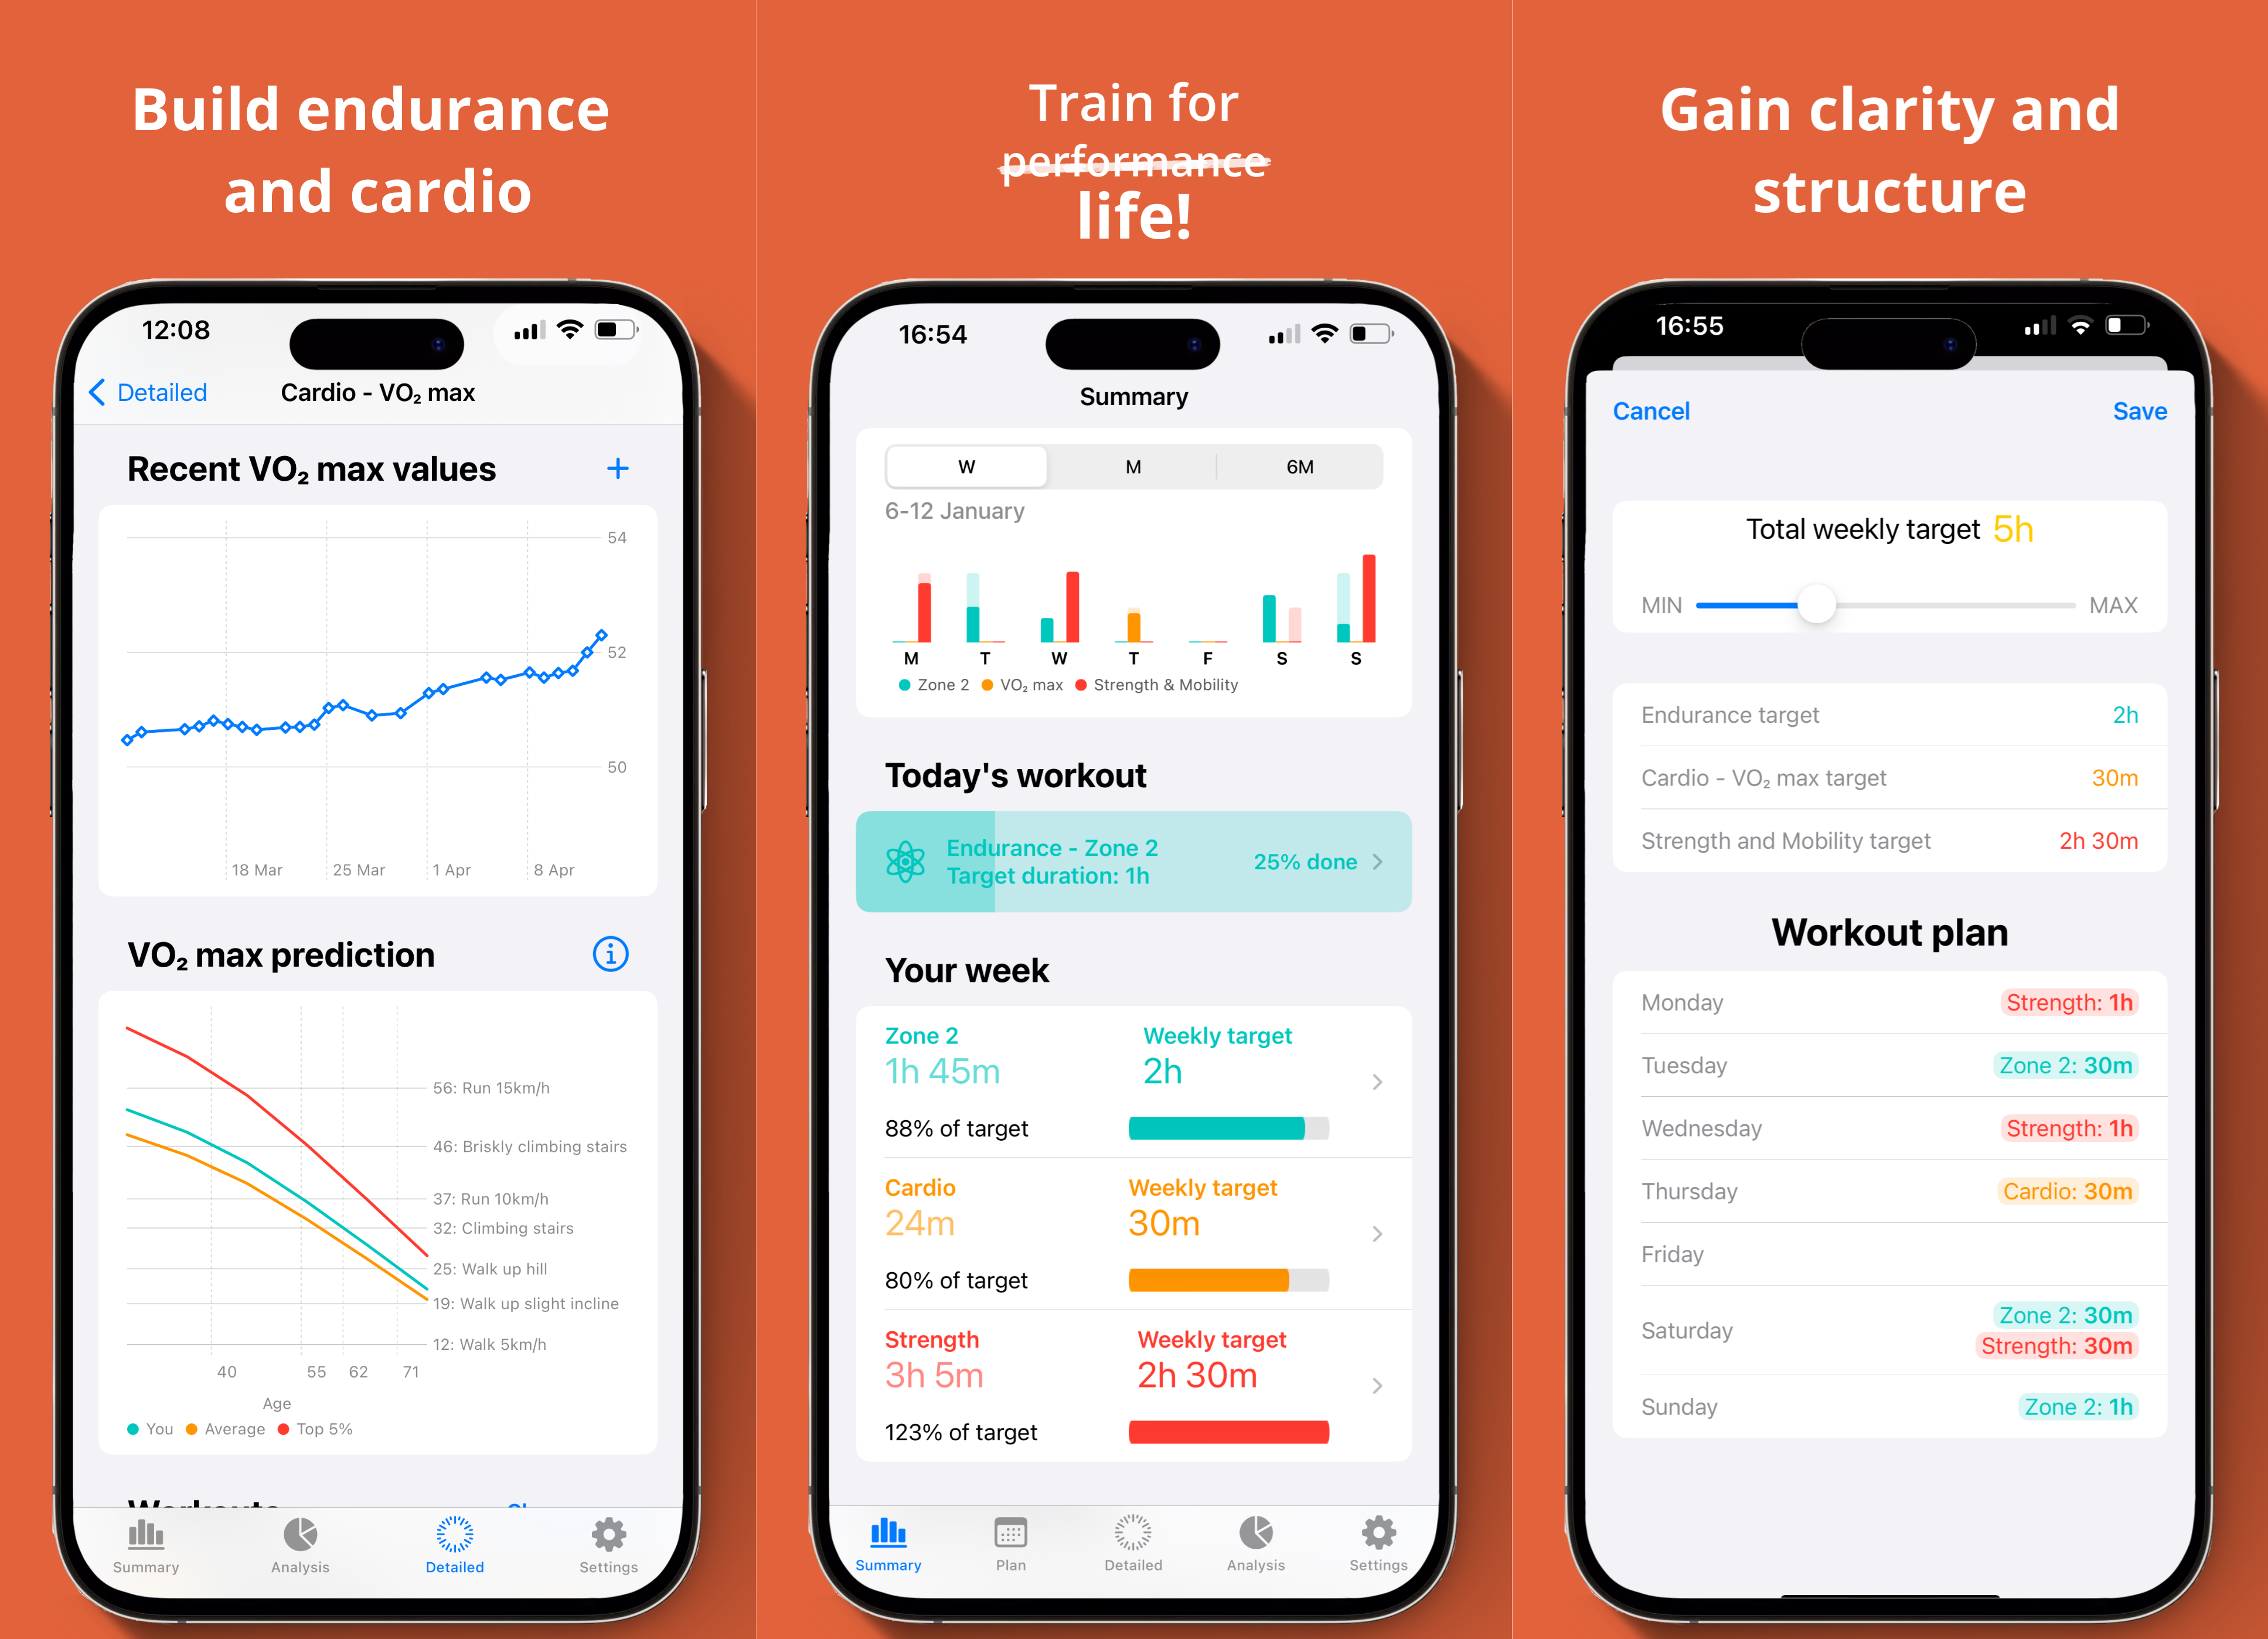 Build endurance
and cardio
12:08
Detailed
Cardio - VO₂ max
Recent VO₂ max values
+
54
52
50
18 Mar
25 Mar
1 Apr
8 Apr
VO₂ max prediction
i
56: Run 15km/h
46: Briskly climbing stairs
37: Run 10km/h
32: Climbing stairs
25: Walk up hill
19: Walk up slight incline
12: Walk 5km/h
40 55 62 71
Age
You Average Top 5%
Workouts
Summary Analysis Detailed Settings
Train for
performance
life!
16:54
Summary
W M 6M
6-12 January
M T W T F S S
Zone 2 VO₂ max Strength & Mobility
Today's workout
Endurance - Zone 2
Target duration: 1h
25% done
Your week
Zone 2 Weekly target
1h 45m 2h
88% of target
Cardio Weekly target
24m 30m
80% of target
Strength Weekly target
3h 5m 2h 30m
123% of target
Summary Plan Detailed Analysis Settings
Gain clarity and
structure
16:55
Cancel Save
Total weekly target 5h
MIN MAX
Endurance target 2h
Cardio - VO₂ max target 30m
Strength and Mobility target 2h 30m
Workout plan
Monday Strength: 1h
Tuesday Zone 2: 30m
Wednesday Strength: 1h
Thursday Cardio: 30m
Friday
Saturday Zone 2: 30m
Strength: 30m
Sunday Zone 2: 1h